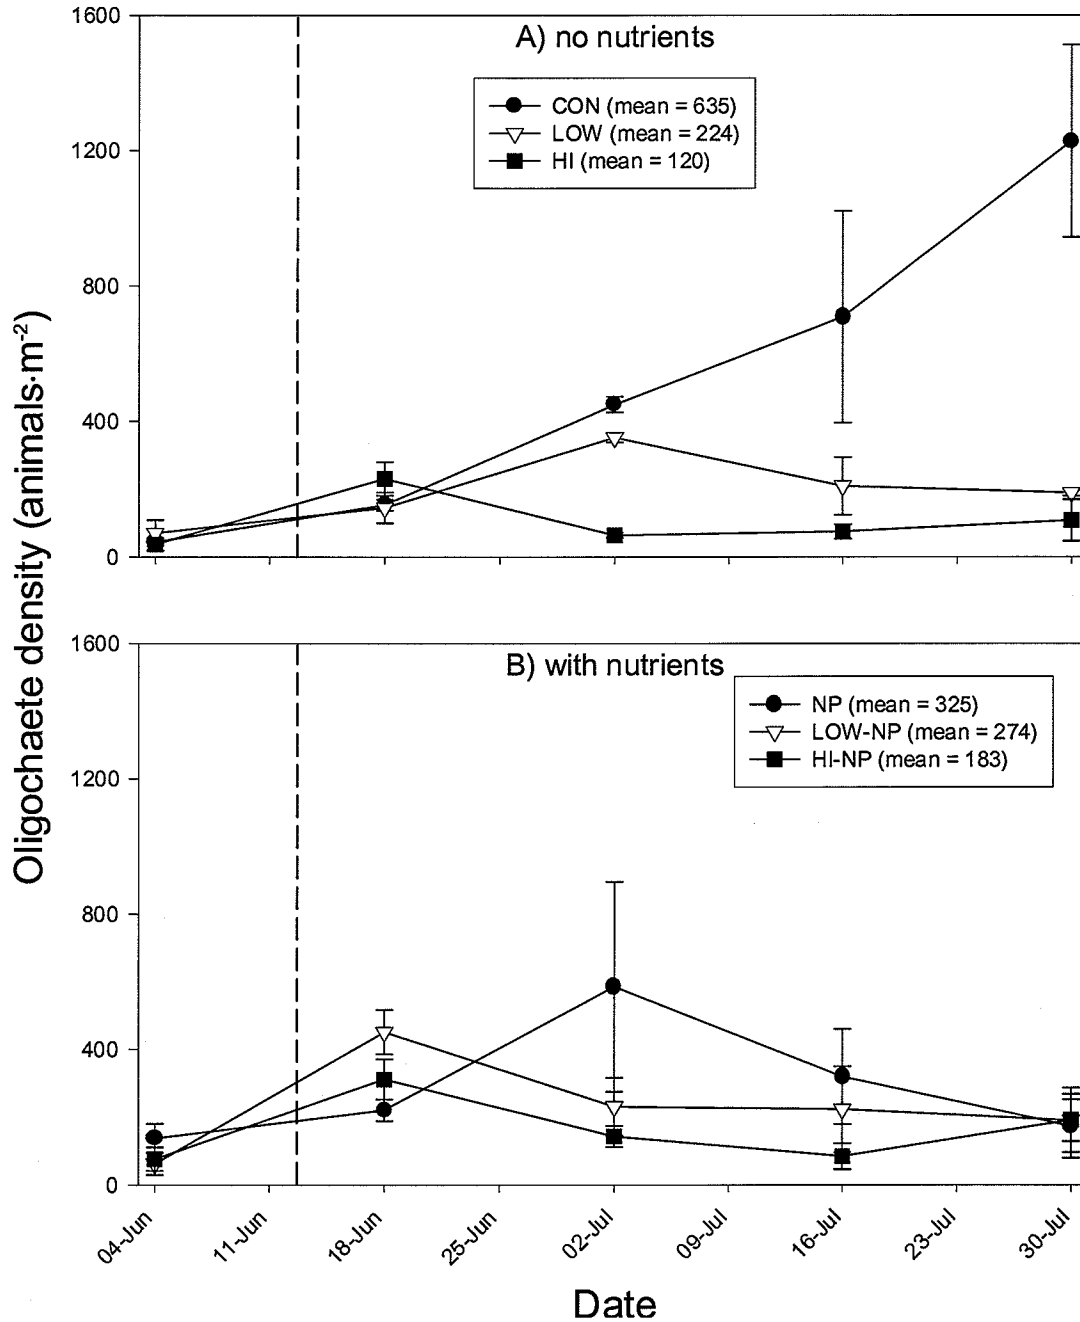 1600
A) no nutrients
CON (mean = 635)
LOW (mean = 224)
HI (mean = 120)
1200
800
400
0
Oligochaete density (animals·m⁻²)
1600
B) with nutrients
NP (mean = 325)
LOW-NP (mean = 274)
HI-NP (mean = 183)
1200
800
400
0
04-Jun 11-Jun 18-Jun 25-Jun 02-Jul 09-Jul 16-Jul 23-Jul 30-Jul
Date